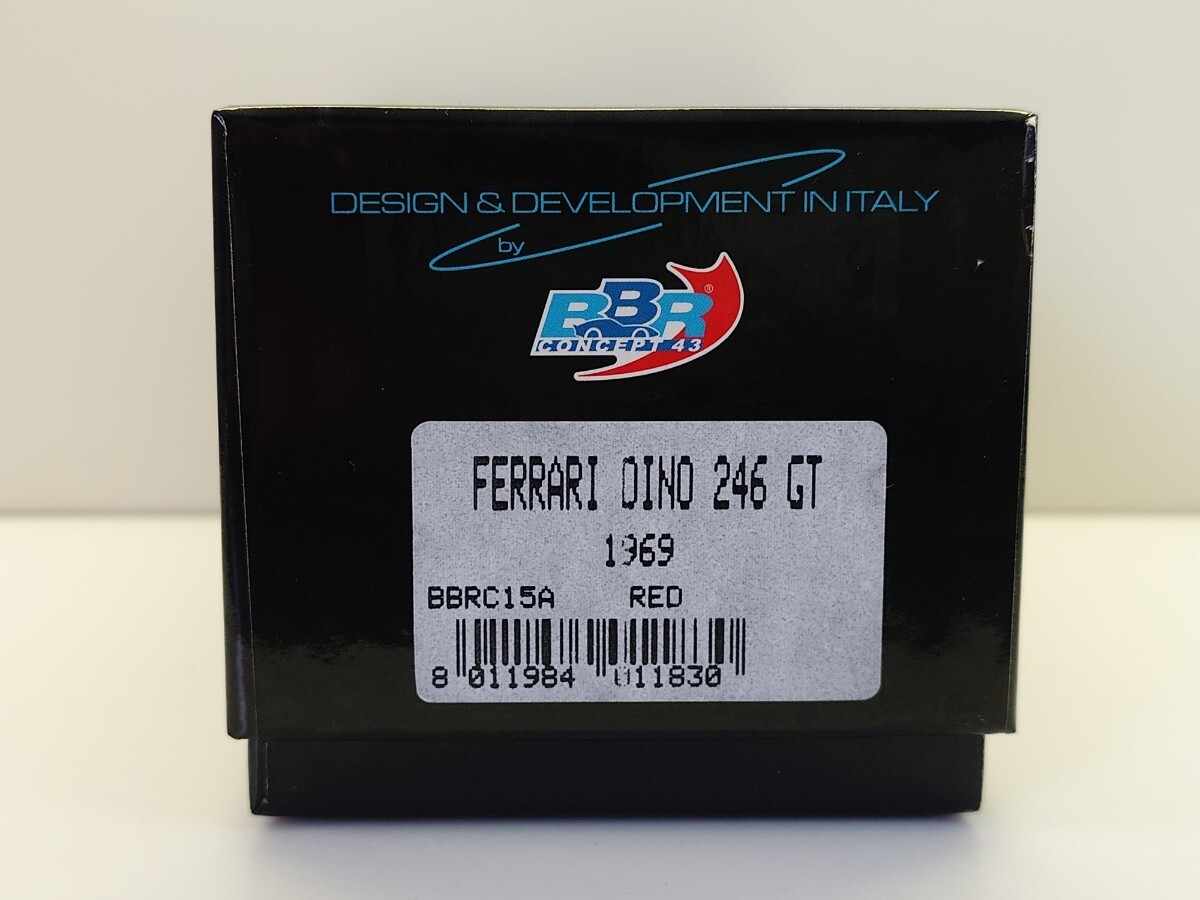 DESIGN & DEVELOPMENT IN ITALY
by
BBR®
CONCEPT 43
FERRARI DINO 246 GT
1969
BBRC15A RED
8 011984 011830